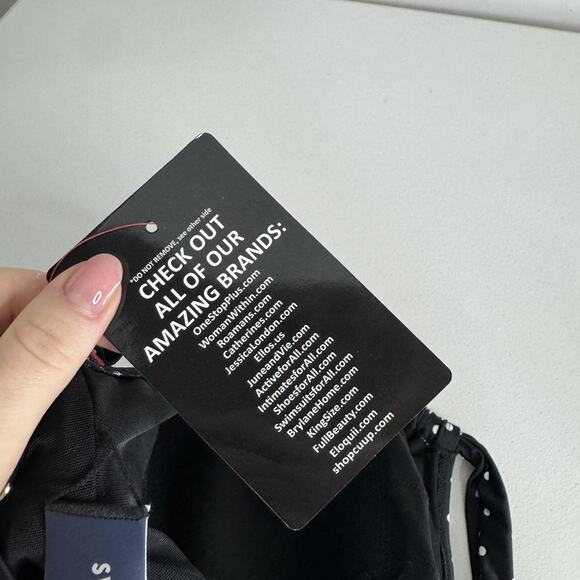 *DO NOT REMOVE, see other side
CHECK OUT
ALL OF OUR
AMAZING BRANDS:
OneStopPlus.com
WomanWithin.com
Roamans.com
Catherines.com
JessicaLondon.com
Ellos.us
JuneandVie.com
ActiveforAll.com
IntimatesforAll.com
ShoesforAll.com
SwimsuitsforAll.com
BrylaneHome.com
KingSize.com
FullBeauty.com
Eloquii.com
shopcuup.com